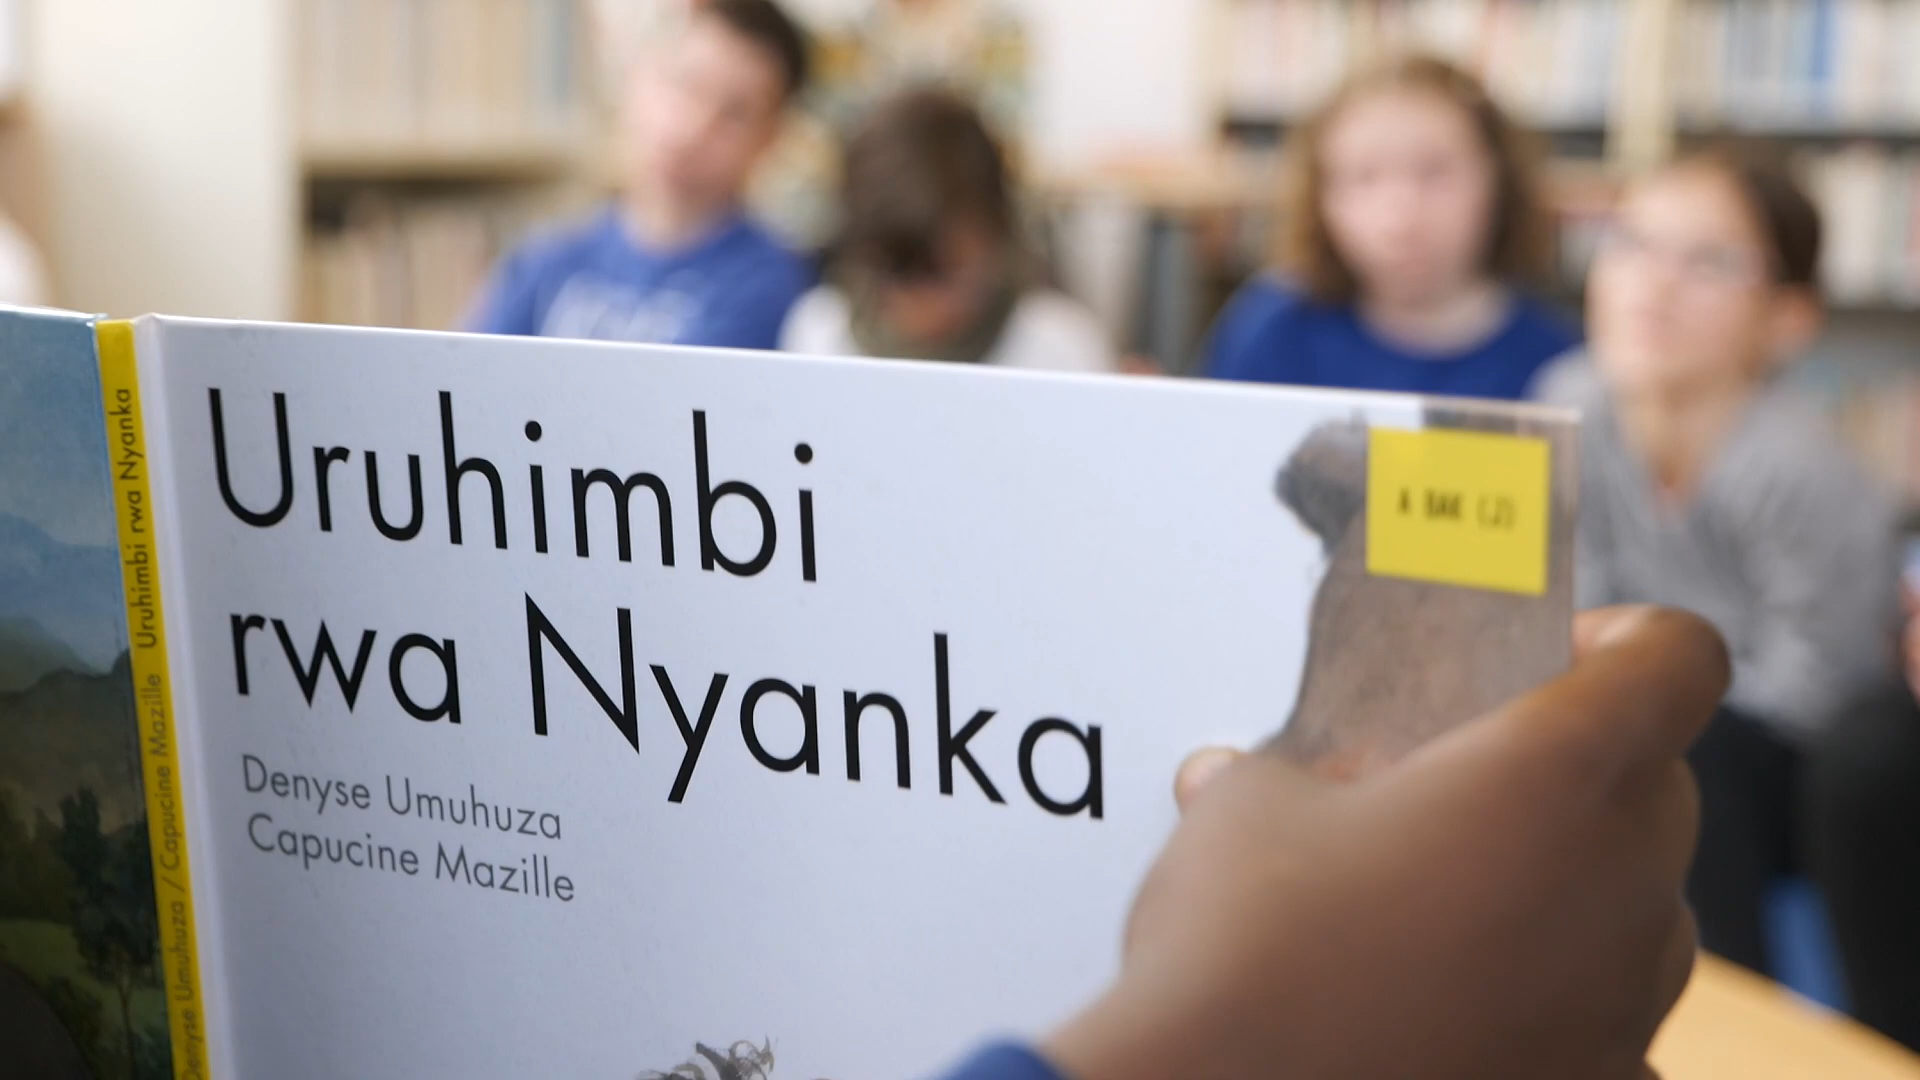 Uruhimbi
rwa Nyanka
Denyse Umuhuza
Capucine Mazille
Denyse Umuhuza / Capucine Mazille Uruhimbi rwa Nyanka